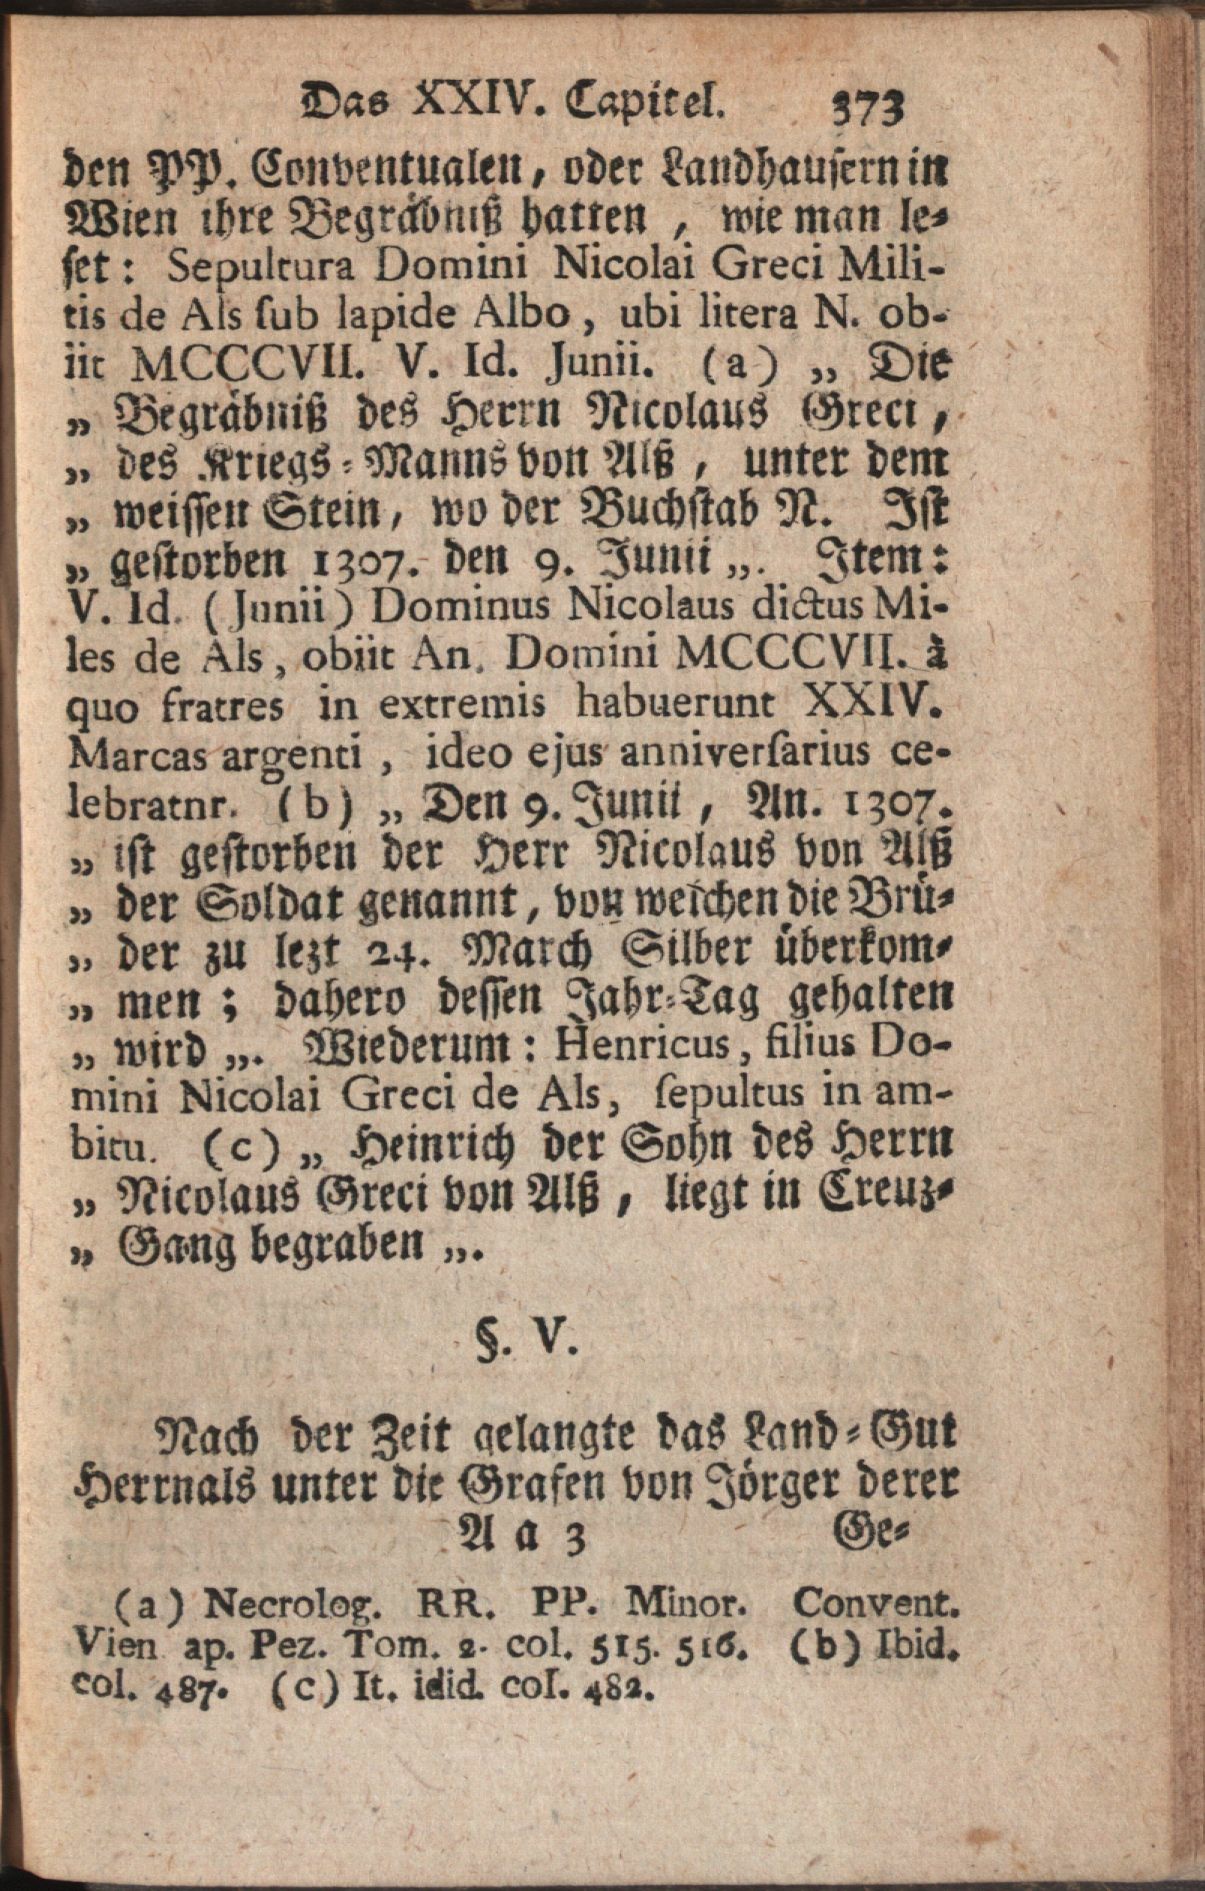 Das XXIV. Capitel. 373
den PP. Conventualen, oder Landhausern in
Wien ihre Begräbniß hatten, wie man le-
set: Sepultura Domini Nicolai Greci Mili-
tis de Als sub lapide Albo, ubi litera N. ob-
iit MCCCVII. V. Id. Junii. (a) „ Die
„ Begräbniß des Herrn Nicolaus Greci,
„ des Kriegs-Manns von Alß, unter dem
„ weissen Stein, wo der Buchstab N. Ist
„ gestorben 1307. den 9. Junii „. Item:
V. Id. (Junii) Dominus Nicolaus dictus Mi-
les de Als, obiit An. Domini MCCCVII. à
quo fratres in extremis habuerunt XXIV.
Marcas argenti, ideo ejus anniversarius ce-
lebratnr. (b) „ Den 9. Junii, An. 1307.
„ ist gestorben der Herr Nicolaus von Alß
„ der Soldat genannt, von welchen die Brü-
„ der zu lezt 24. March Silber überkom-
„ men; dahero dessen Jahr-Tag gehalten
„ wird „. Wiederum: Henricus, filius Do-
mini Nicolai Greci de Als, sepultus in am-
bitu. (c) „ Heinrich der Sohn des Herrn
„ Nicolaus Greci von Alß, liegt in Creuz-
„ Gang begraben „.
§. V.
Nach der Zeit gelangte das Land-Gut
Herrnals unter die Grafen von Jörger derer
A a 3 Ge-
(a) Necrolog. RR. PP. Minor. Convent.
Vien ap. Pez. Tom. 2. col. 515. 516. (b) Ibid.
col. 487. (c) It. idid. col. 482.